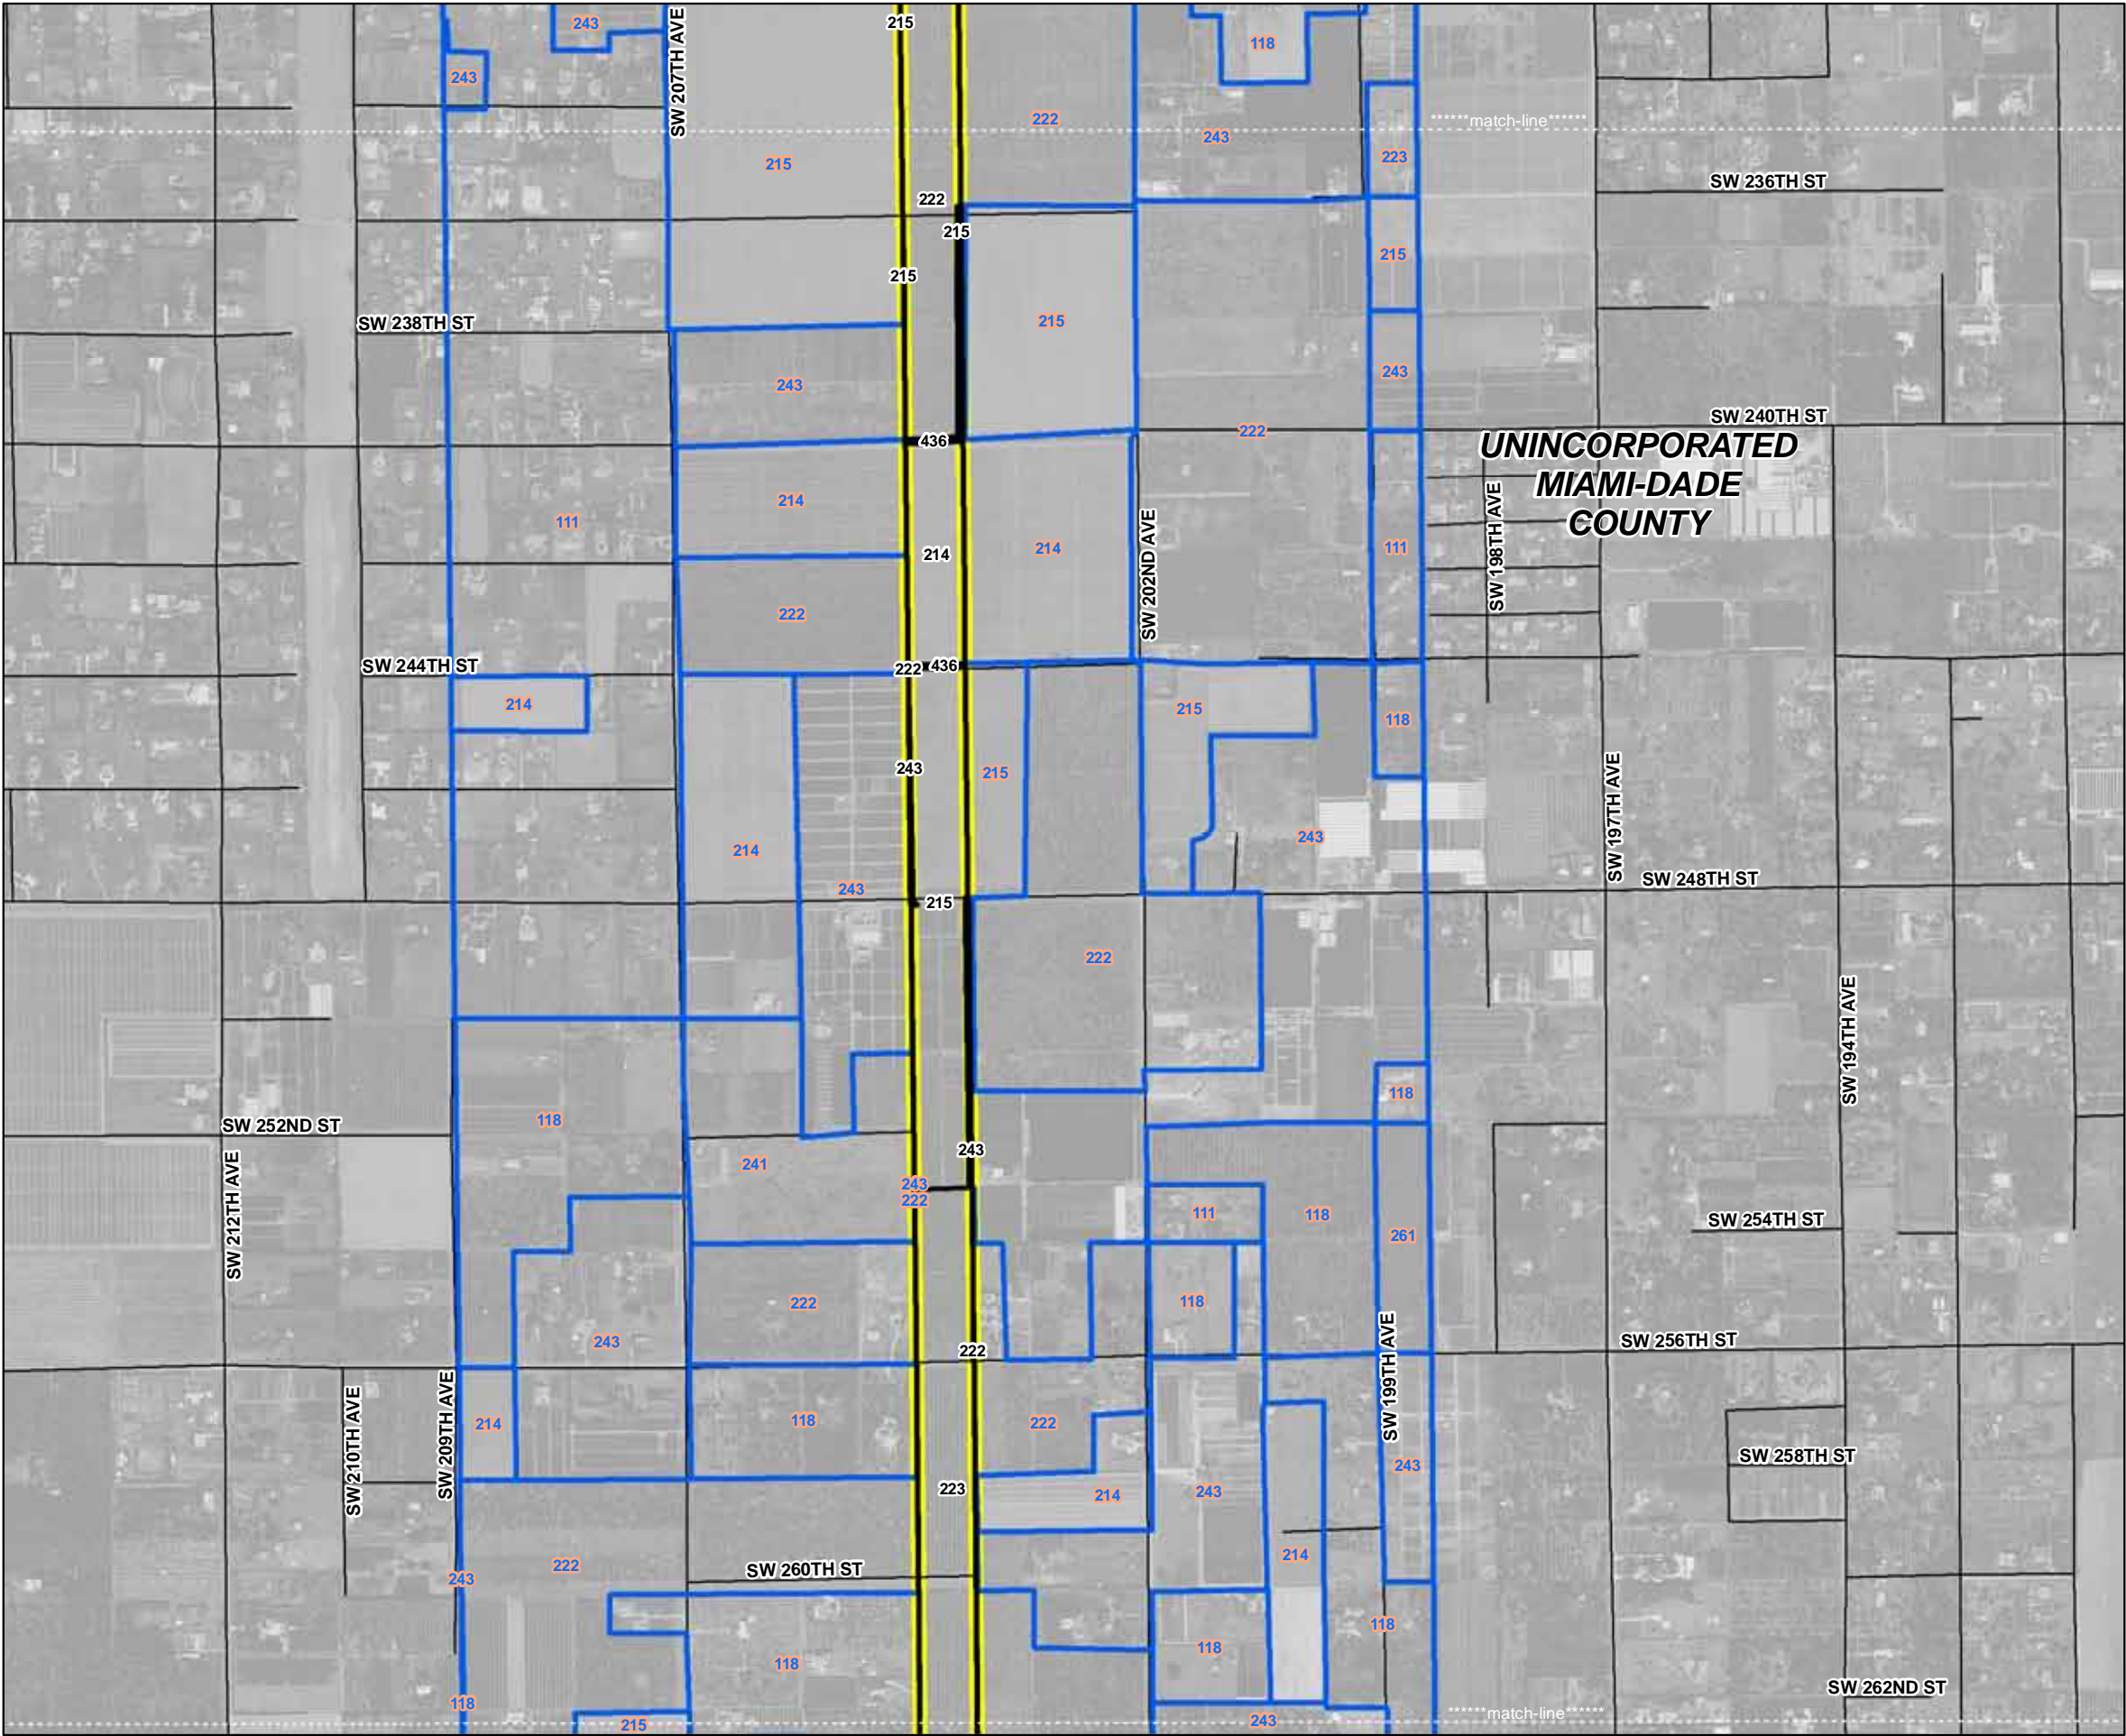 243
215
SW 207TH AVE
118
243
222
******match-line******
243
223
215
SW 236TH ST
222
215
215
215
215
SW 238TH ST
243
243
SW 240TH ST
222
436
UNINCORPORATED
MIAMI-DADE
COUNTY
214
111
214
214
111
SW 202ND AVE
SW 198TH AVE
222
SW 244TH ST
222
436
214
215
118
243
215
243
214
SW 197TH AVE
243
SW 248TH ST
215
222
SW 194TH AVE
118
118
SW 252ND ST
243
241
243
222
111
118
SW 254TH ST
261
SW 212TH AVE
222
118
243
222
SW 256TH ST
SW 199TH AVE
214
118
222
SW 210TH AVE
SW 209TH AVE
SW 258TH ST
243
223
214
243
214
222
SW 260TH ST
243
118
118
118
SW 262ND ST
118
******match-line******
215
243